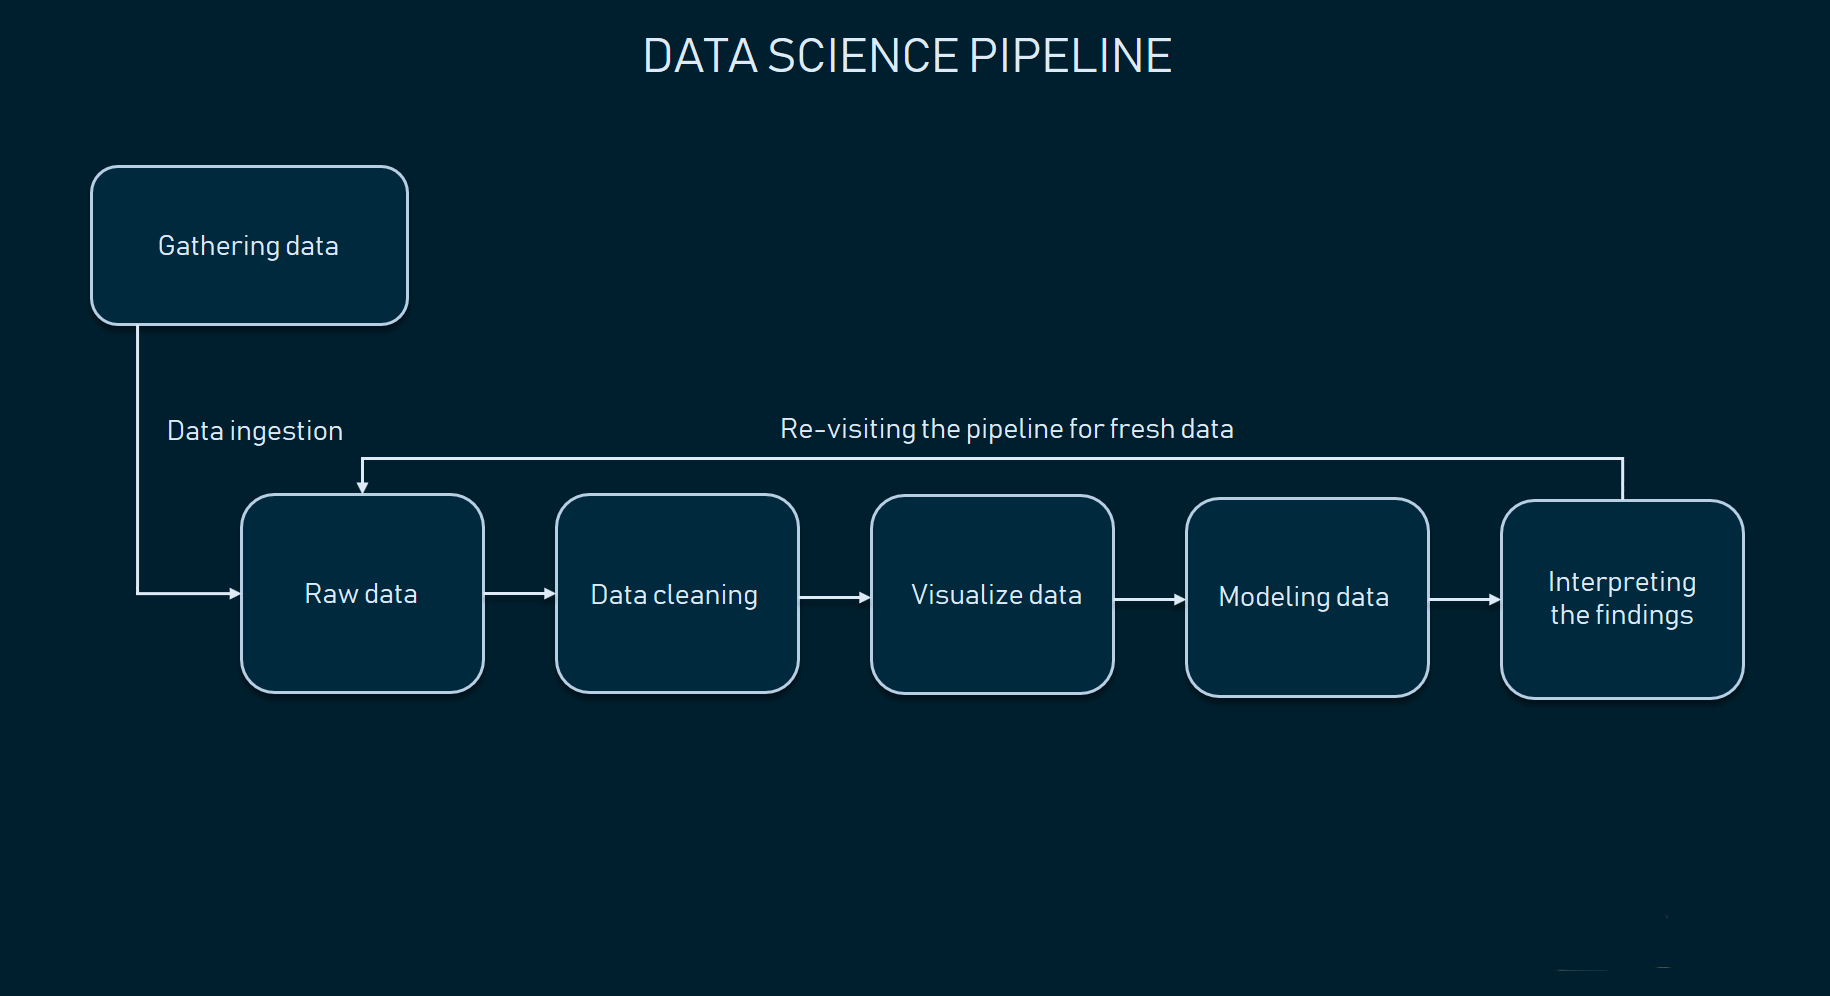 DATA SCIENCE PIPELINE
Gathering data
Data ingestion
Re-visiting the pipeline for fresh data
Raw data
Data cleaning
Visualize data
Modeling data
Interpreting
the findings